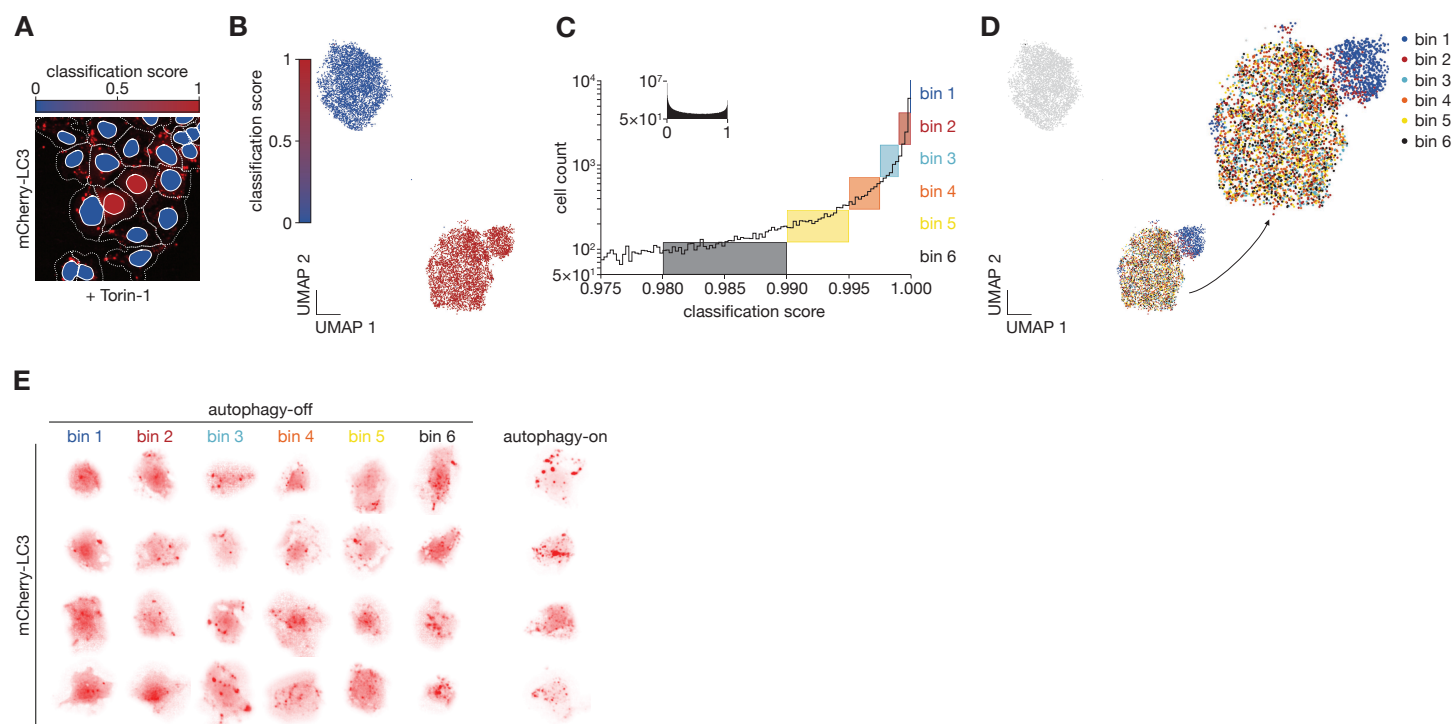 A
classification score
0
0.5
1
mCherry-LC3
+ Torin-1
B
classification score
1
0.5
0
UMAP 2
UMAP 1
C
cell count
10⁴
10³
10²
5×10¹
10⁷
5×10¹
0
1
0.975
0.980
0.985
0.990
0.995
1.000
classification score
bin 1
bin 2
bin 3
bin 4
bin 5
bin 6
D
UMAP 2
UMAP 1
bin 1
bin 2
bin 3
bin 4
bin 5
bin 6
E
autophagy-off
bin 1 bin 2 bin 3 bin 4 bin 5 bin 6 autophagy-on
mCherry-LC3